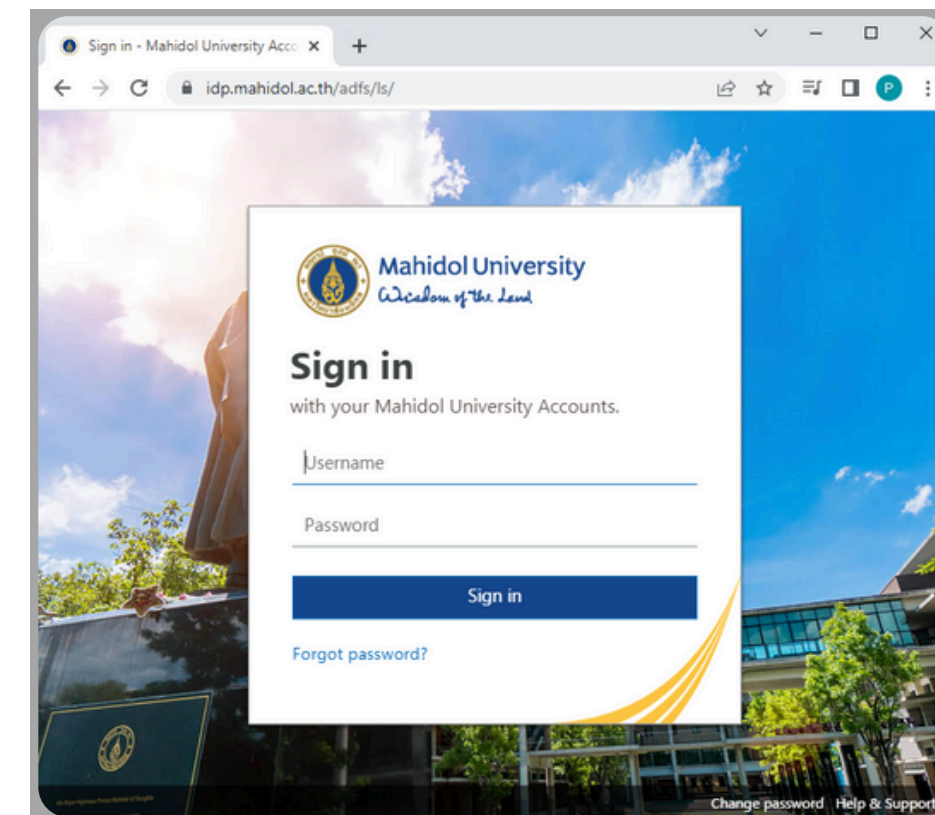 Sign in - Mahidol University Acco
idp.mahidol.ac.th/adfs/ls/
P
Mahidol University
Wisdom of the Land
Sign in
with your Mahidol University Accounts.
Username
Password
Sign in
Forgot password?
Change password Help & Support